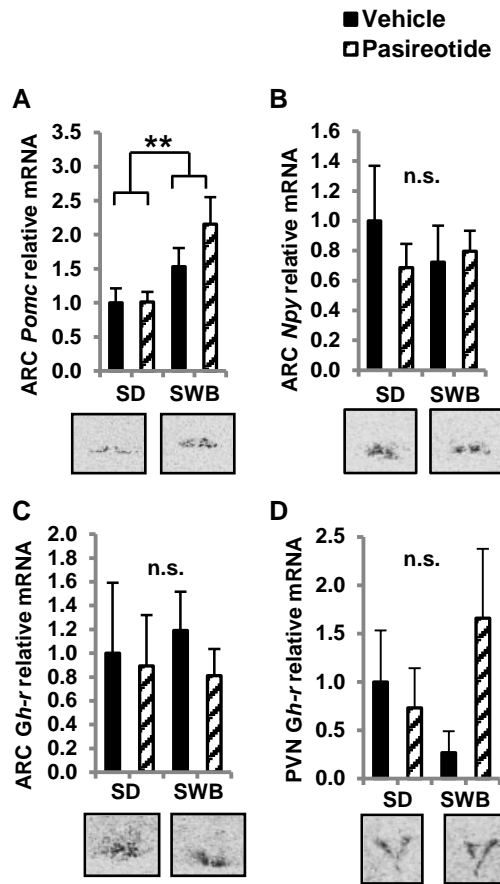 Vehicle
Pasireotide
A
ARC Pomc relative mRNA
3.5
3.0
2.5
2.0
1.5
1.0
0.5
0.0
**
SD SWB
B
ARC Npy relative mRNA
1.6
1.4
1.2
1.0
0.8
0.6
0.4
0.2
0.0
n.s.
SD SWB
C
ARC Gh-r relative mRNA
2.0
1.8
1.6
1.4
1.2
1.0
0.8
0.6
0.4
0.2
0.0
n.s.
SD SWB
D
PVN Gh-r relative mRNA
2.5
2.0
1.5
1.0
0.5
0.0
n.s.
SD SWB